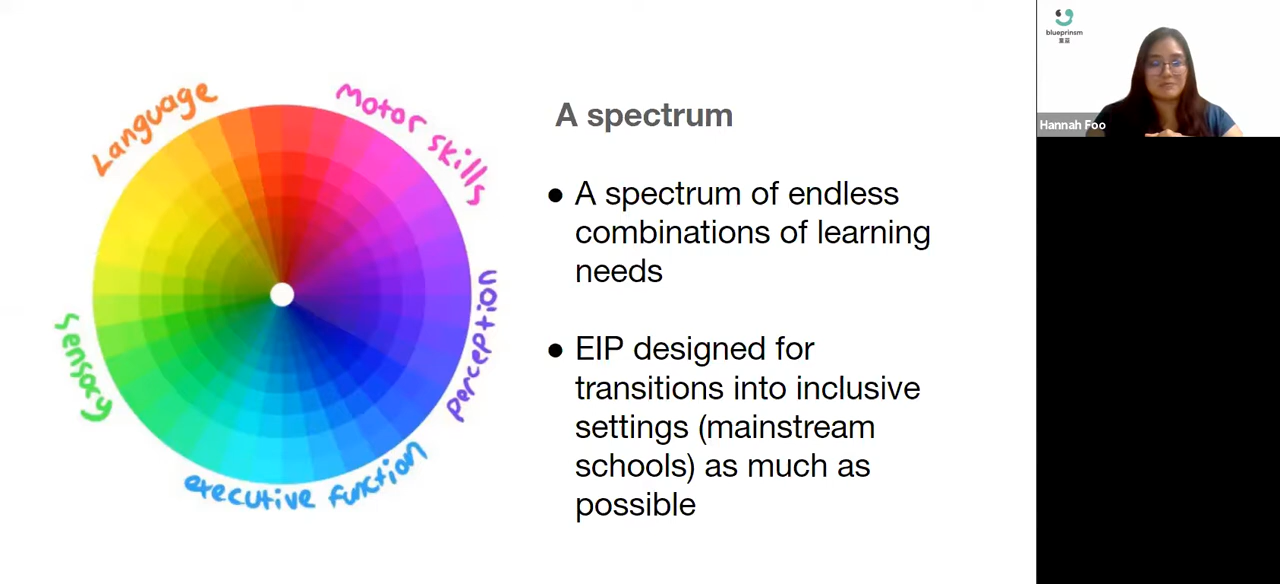 Language
Motor skills
perception
executive function
sensory
A spectrum
● A spectrum of endless
combinations of learning
needs
● EIP designed for
transitions into inclusive
settings (mainstream
schools) as much as
possible
blueprinsm
Hannah Foo